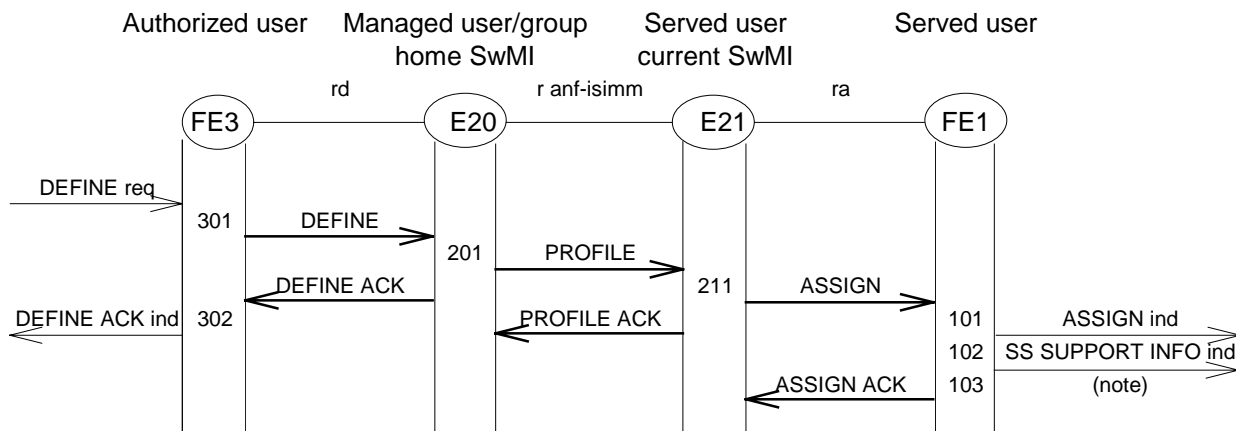 Authorized user Managed user/group Served user Served user
home SwMI current SwMI
rd r anf-isimm ra
FE3 E20 E21 FE1
DEFINE req
301 DEFINE
201 PROFILE
DEFINE ACK 211 ASSIGN
DEFINE ACK ind 302 PROFILE ACK 101 ASSIGN ind
102 SS SUPPORT INFO ind
ASSIGN ACK 103 (note)